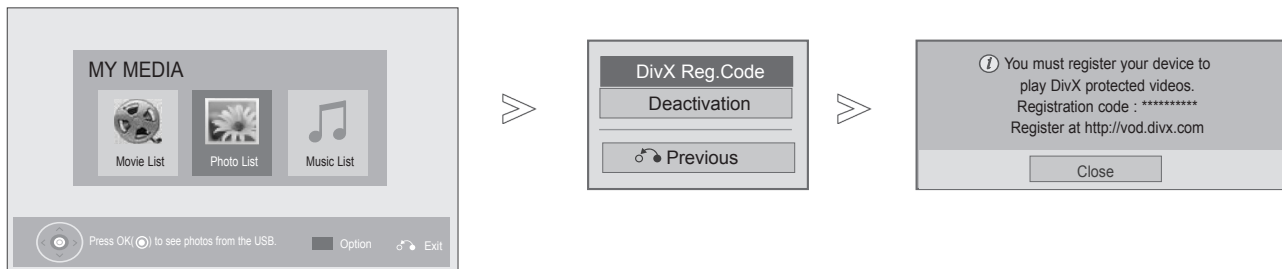 MY MEDIA
Movie List
Photo List
Music List
Press OK(◉) to see photos from the USB.
Option
Exit
DivX Reg.Code
Deactivation
Previous
i You must register your device to
play DivX protected videos.
Registration code : **********
Register at http://vod.divx.com
Close